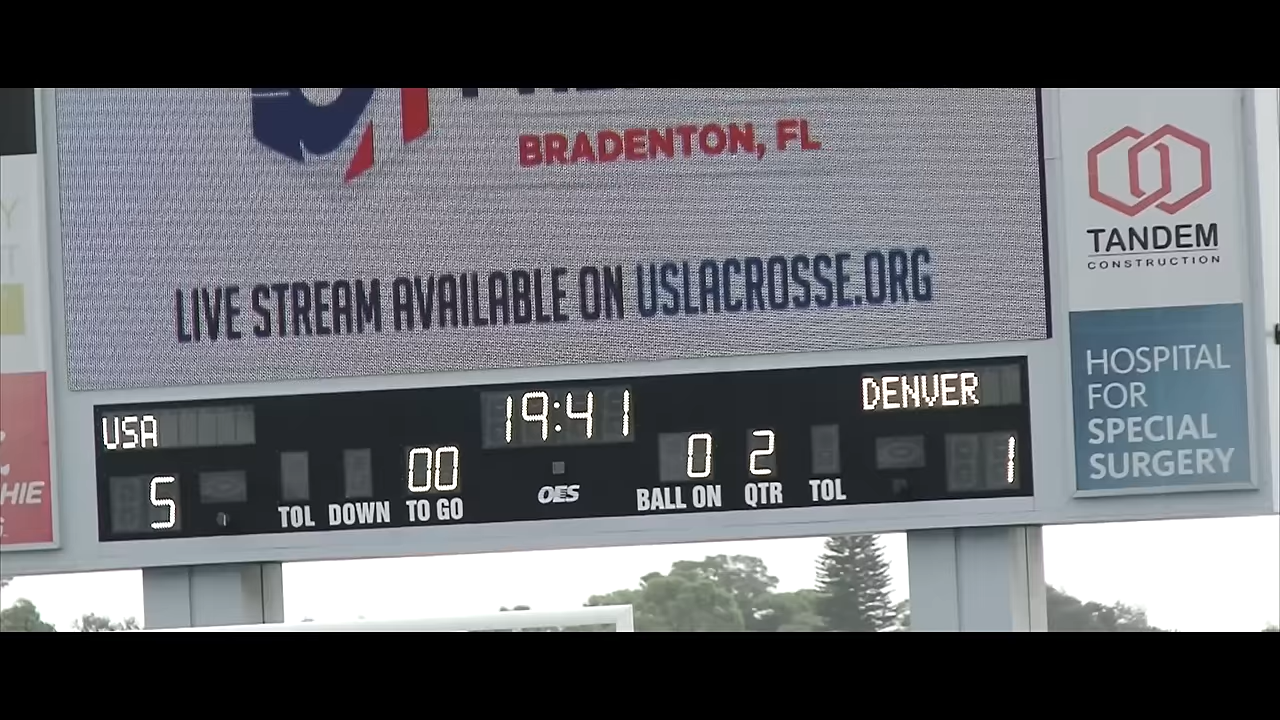 BRADENTON, FL
LIVE STREAM AVAILABLE ON USLACROSSE.ORG
TANDEM
CONSTRUCTION
HOSPITAL
FOR
SPECIAL
SURGERY
USA
19:41
DENVER
5
00
0
2
1
TOL DOWN TO GO
OES
BALL ON QTR TOL
HIE